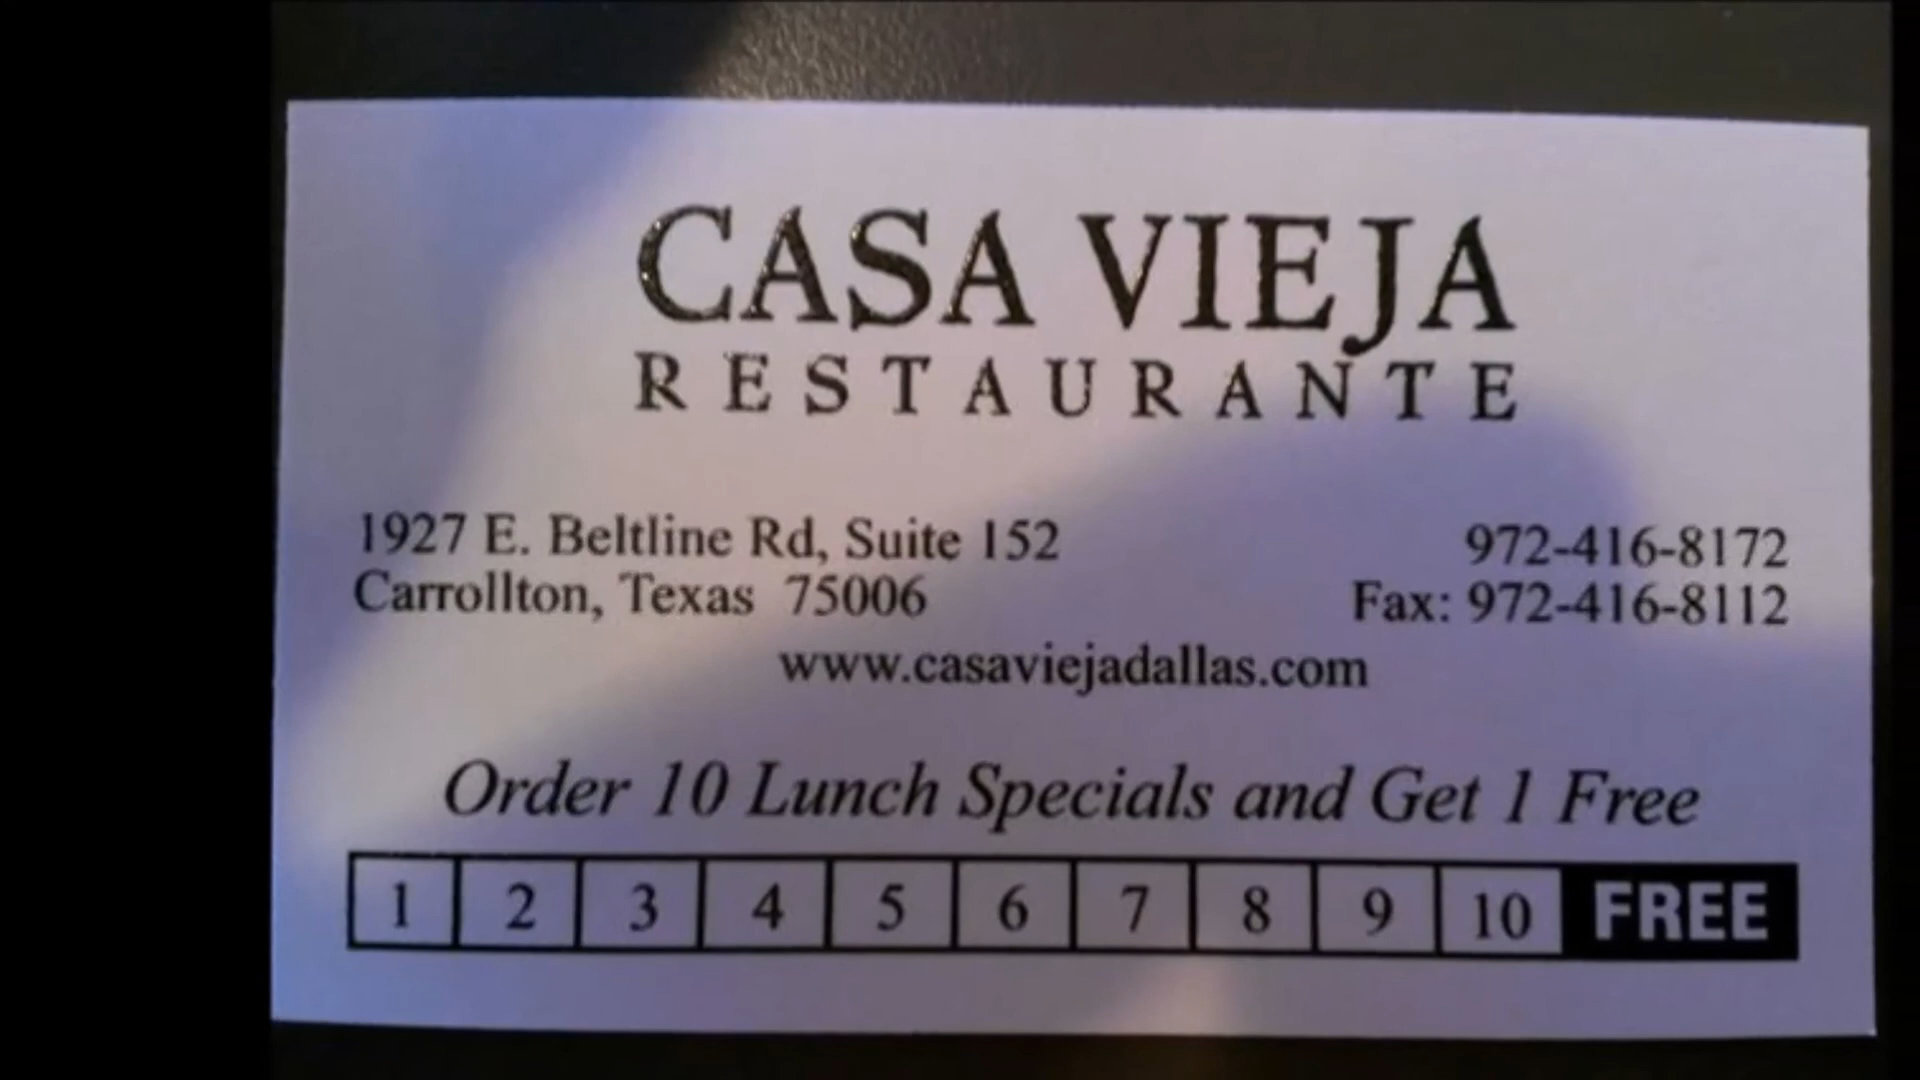 CASA VIEJA
RESTAURANTE
1927 E. Beltline Rd, Suite 152 972-416-8172
Carrollton, Texas 75006 Fax: 972-416-8112
www.casaviejadallas.com
Order 10 Lunch Specials and Get 1 Free
1 2 3 4 5 6 7 8 9 10 FREE